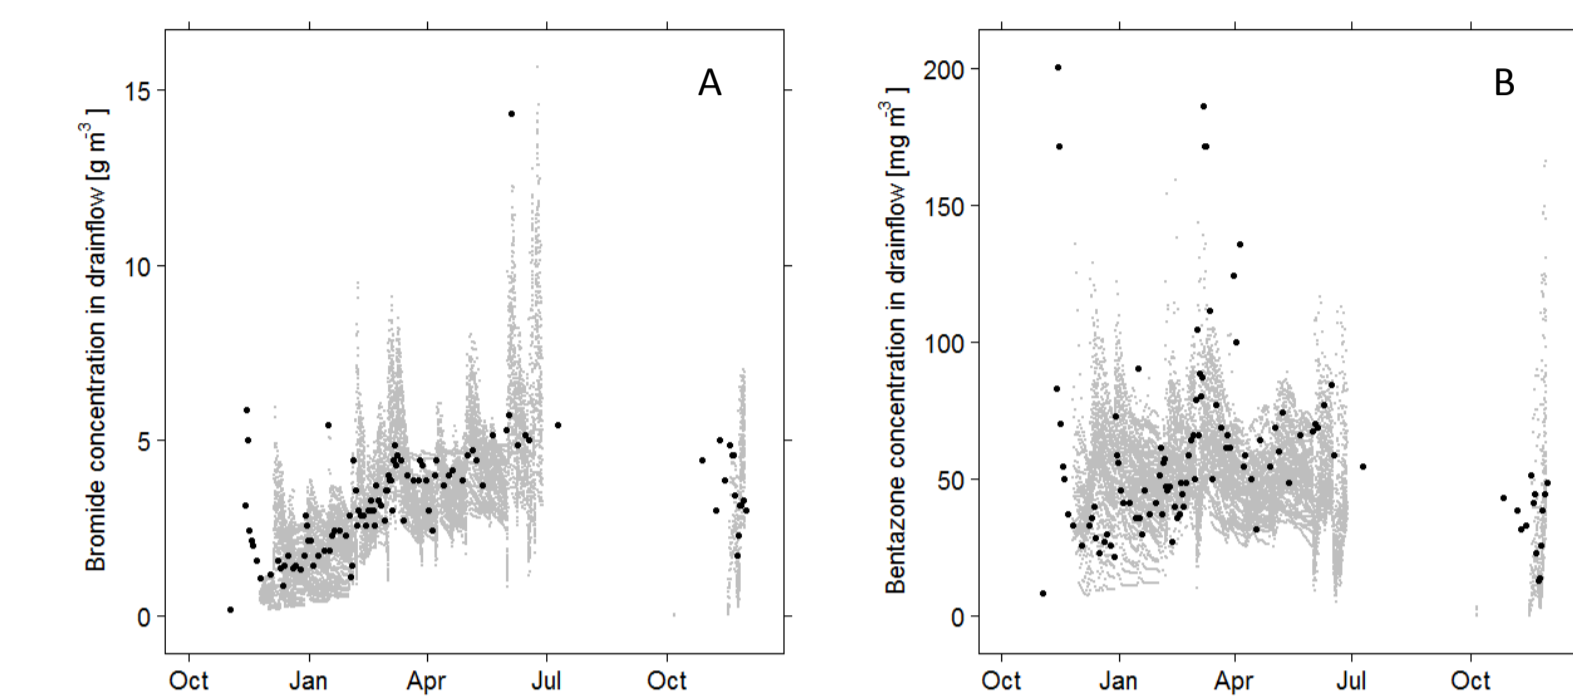 A
Bromide concentration in drainflow [g m-3 ]
15
10
5
0
Oct Jan Apr Jul Oct
B
Bentazone concentration in drainflow [mg m-3 ]
200
150
100
50
0
Oct Jan Apr Jul Oct